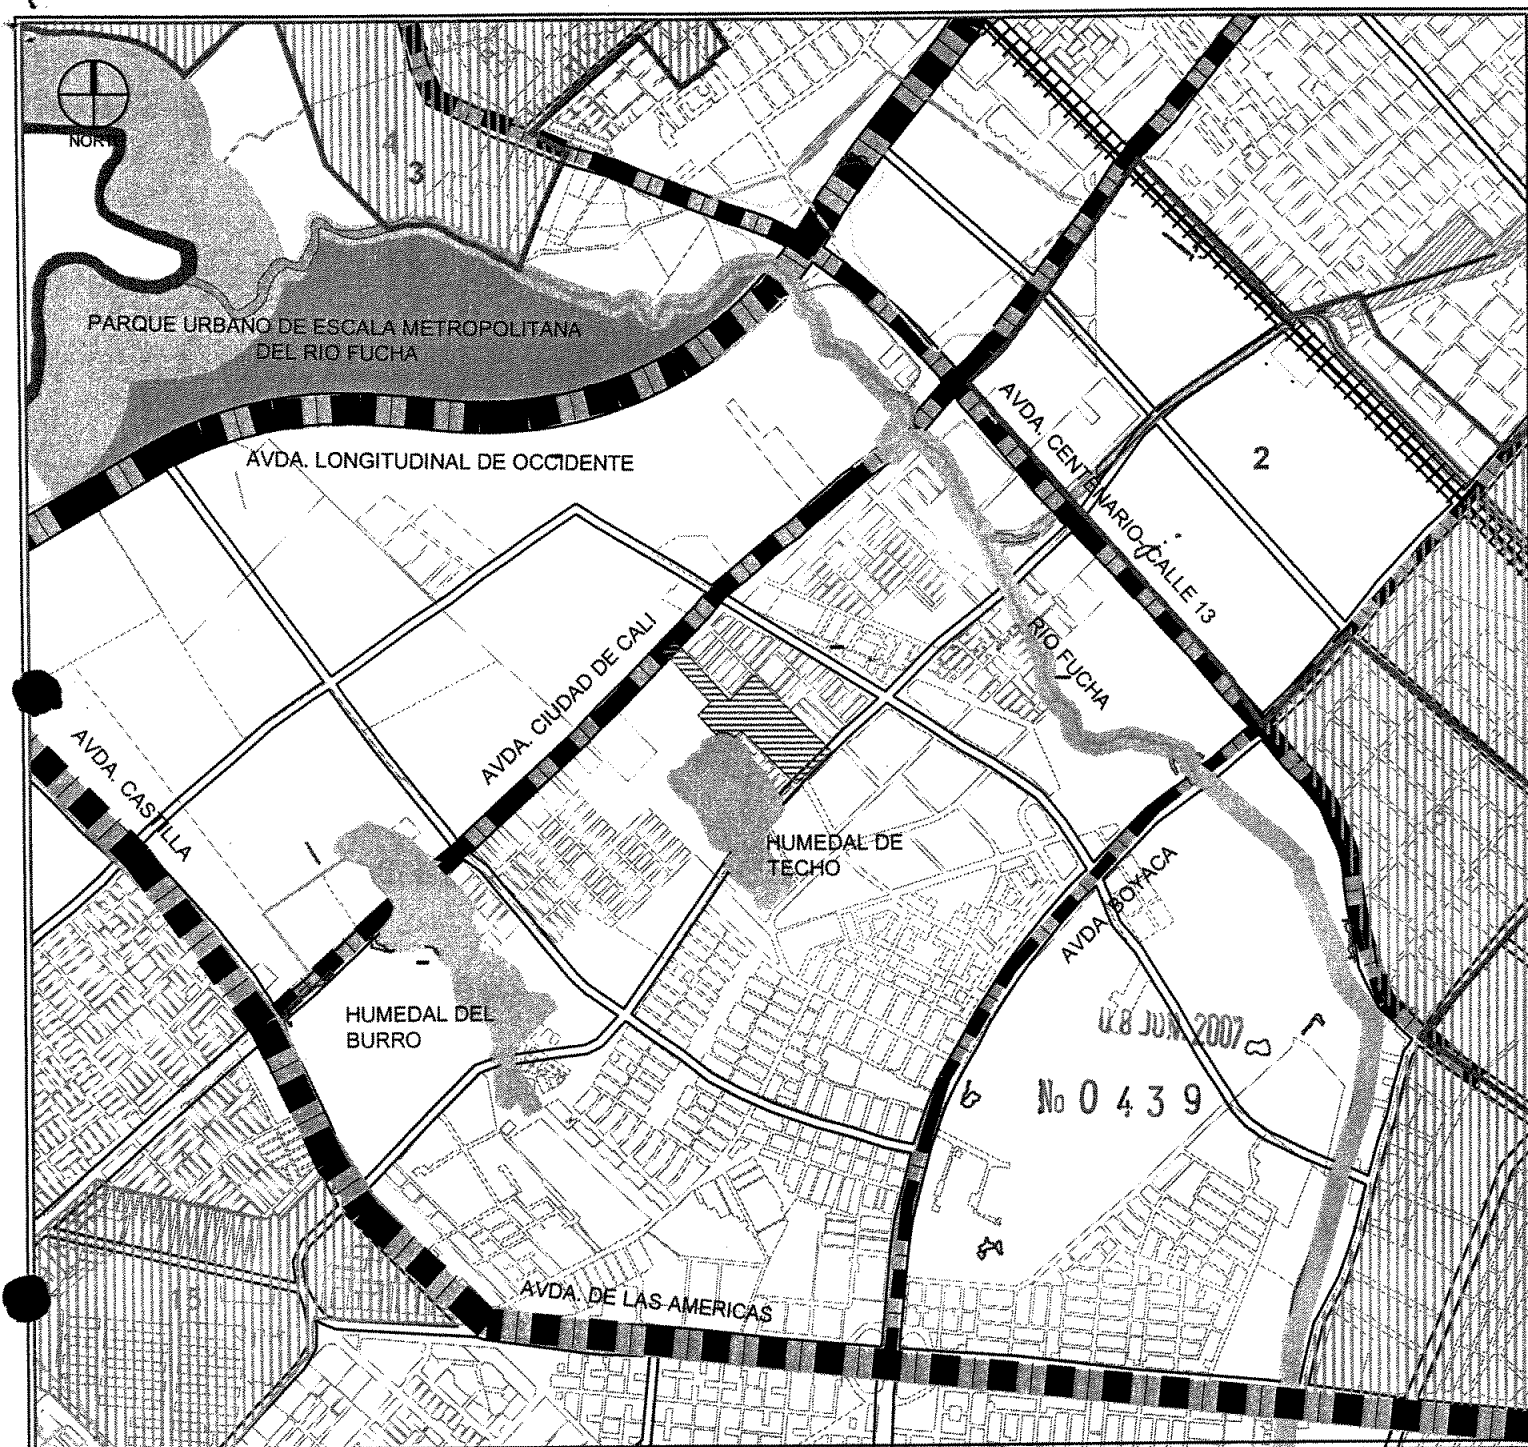 NORTE
3
PARQUE URBANO DE ESCALA METROPOLITANA
DEL RIO FUCHA
AVDA. LONGITUDINAL DE OCCIDENTE
AVDA. CENTENARIO-CALLE 13
2
AVDA. CIUDAD DE CALI
RIO FUCHA
AVDA. CASTILLA
HUMEDAL DE
TECHO
AVDA. BOYACA
HUMEDAL DEL
BURRO
08 JUN. 2007
No 0439
13
AVDA. DE LAS AMERICAS